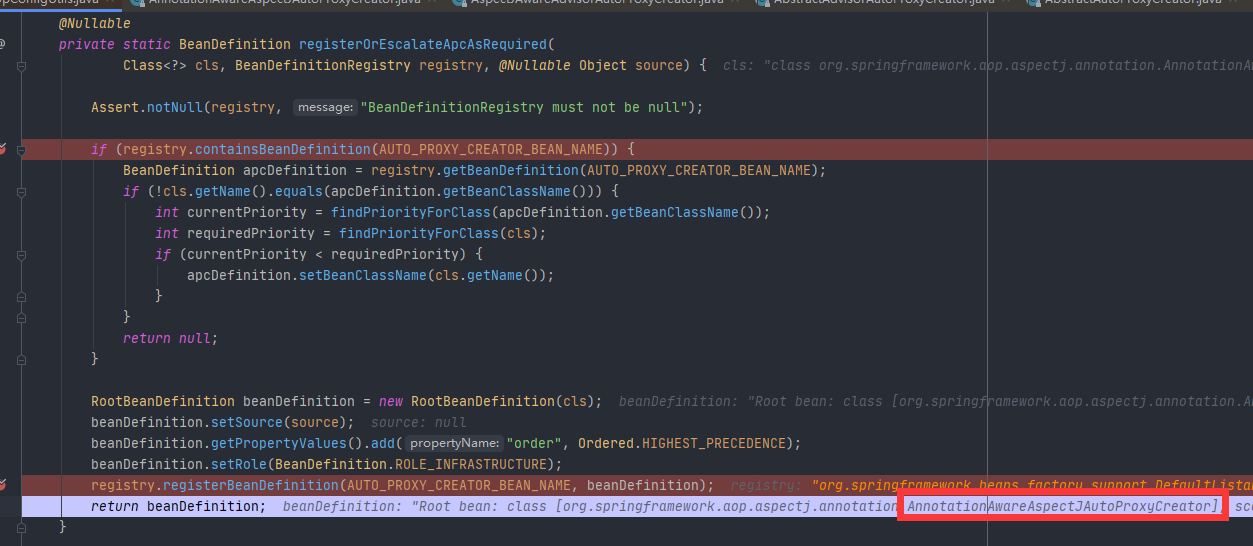 AnnotationAwareAspectJAutoProxyCreator.java AspectJAwareAdvisorAutoProxyCreator.java AbstractAdvisorAutoProxyCreator.java AbstractAutoProxyCreator.java
@Nullable
private static BeanDefinition registerOrEscalateApcAsRequired(
Class<?> cls, BeanDefinitionRegistry registry, @Nullable Object source) { cls: "class org.springframework.aop.aspectj.annotation.AnnotationAw
Assert.notNull(registry, message: "BeanDefinitionRegistry must not be null");
if (registry.containsBeanDefinition(AUTO_PROXY_CREATOR_BEAN_NAME)) {
BeanDefinition apcDefinition = registry.getBeanDefinition(AUTO_PROXY_CREATOR_BEAN_NAME);
if (!cls.getName().equals(apcDefinition.getBeanClassName())) {
int currentPriority = findPriorityForClass(apcDefinition.getBeanClassName());
int requiredPriority = findPriorityForClass(cls);
if (currentPriority < requiredPriority) {
apcDefinition.setBeanClassName(cls.getName());
}
}
return null;
}
RootBeanDefinition beanDefinition = new RootBeanDefinition(cls); beanDefinition: "Root bean: class [org.springframework.aop.aspectj.annotation.A
beanDefinition.setSource(source); source: null
beanDefinition.getPropertyValues().add( propertyName: "order", Ordered.HIGHEST_PRECEDENCE);
beanDefinition.setRole(BeanDefinition.ROLE_INFRASTRUCTURE);
registry.registerBeanDefinition(AUTO_PROXY_CREATOR_BEAN_NAME, beanDefinition); registry: "org.springframework.beans.factory.support.DefaultLista
return beanDefinition; beanDefinition: "Root bean: class [org.springframework.aop.aspectj.annotation AnnotationAwareAspectJAutoProxyCreator]; sc
}